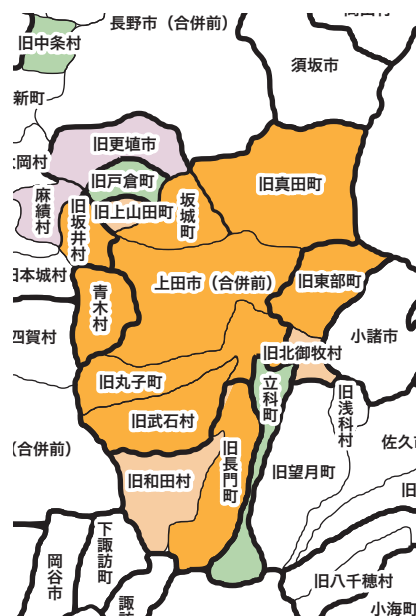 長野市（合併前）
旧中条村
須坂市
新町
旧更埴市
大岡村
旧戸倉町
旧真田町
麻績村
旧坂井村
旧上山田町
坂城町
旧本城村
上田市（合併前）
旧東部町
青木村
四賀村
小諸市
旧北御牧村
旧丸子町
立科町
旧浅科村
旧武石村
（合併前）
佐久
旧長門町
旧和田村
旧望月町
旧
下諏訪町
岡谷市
旧八千穂村
諏
小海町